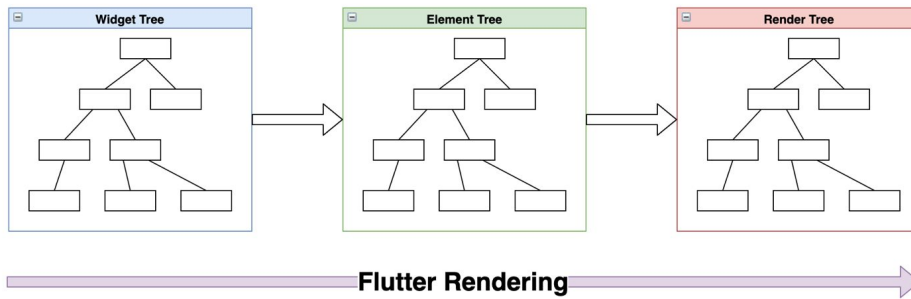 Widget Tree
Element Tree
Render Tree
Flutter Rendering